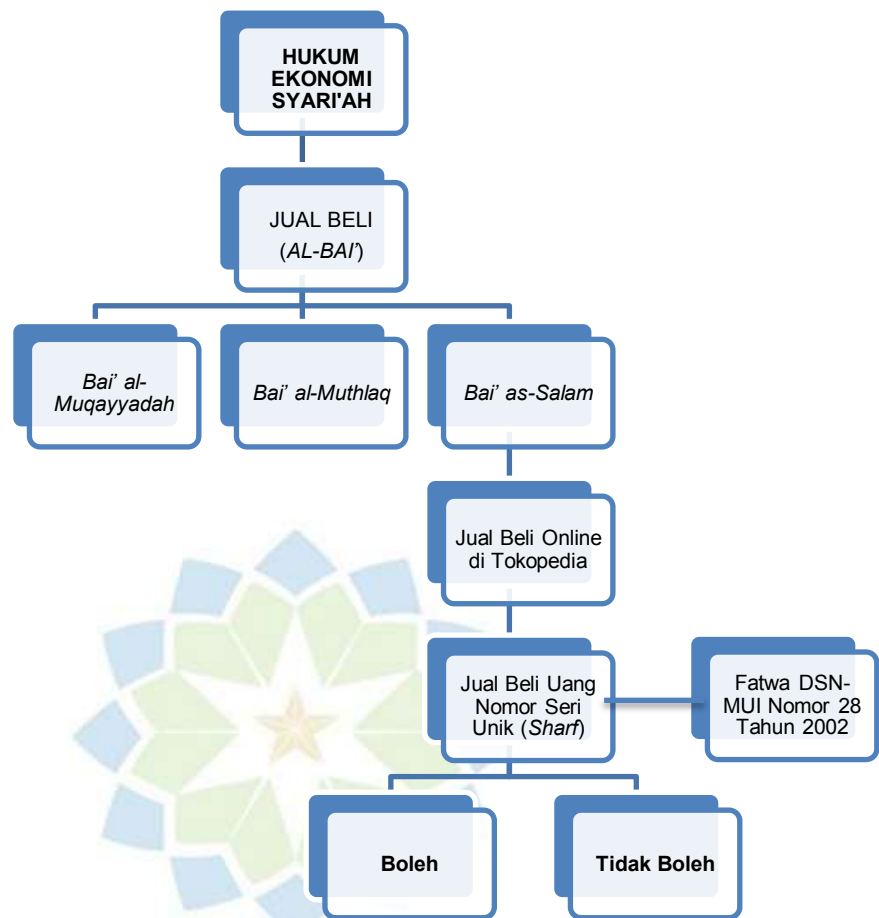 HUKUM
EKONOMI
SYARI'AH
JUAL BELI
(AL-BAI’)
Bai’ al-
Muqayyadah
Bai’ al-Muthlaq
Bai’ as-Salam
Jual Beli Online
di Tokopedia
Jual Beli Uang
Nomor Seri
Unik (Sharf)
Fatwa DSN-
MUI Nomor 28
Tahun 2002
Boleh
Tidak Boleh